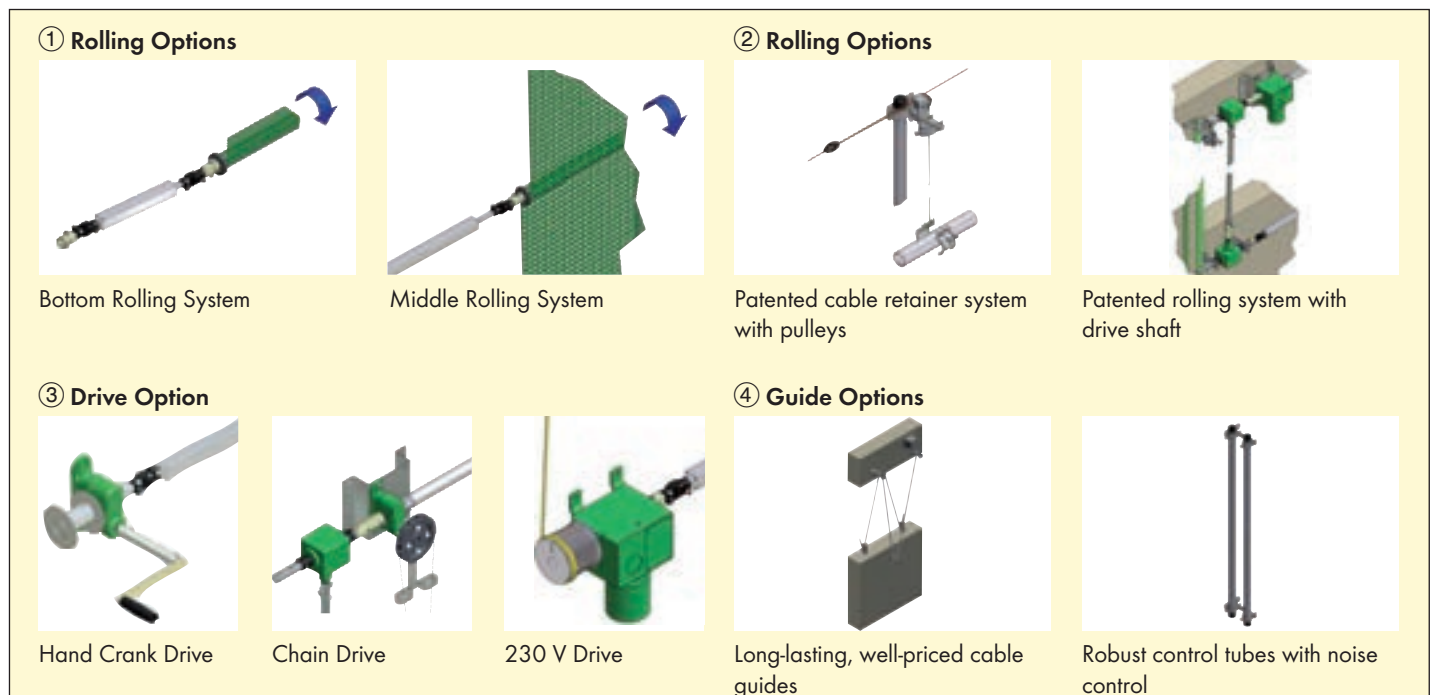 ① Rolling Options
Bottom Rolling System
Middle Rolling System
② Rolling Options
Patented cable retainer system
with pulleys
Patented rolling system with
drive shaft
③ Drive Option
Hand Crank Drive
Chain Drive
230 V Drive
④ Guide Options
Long-lasting, well-priced cable
guides
Robust control tubes with noise
control